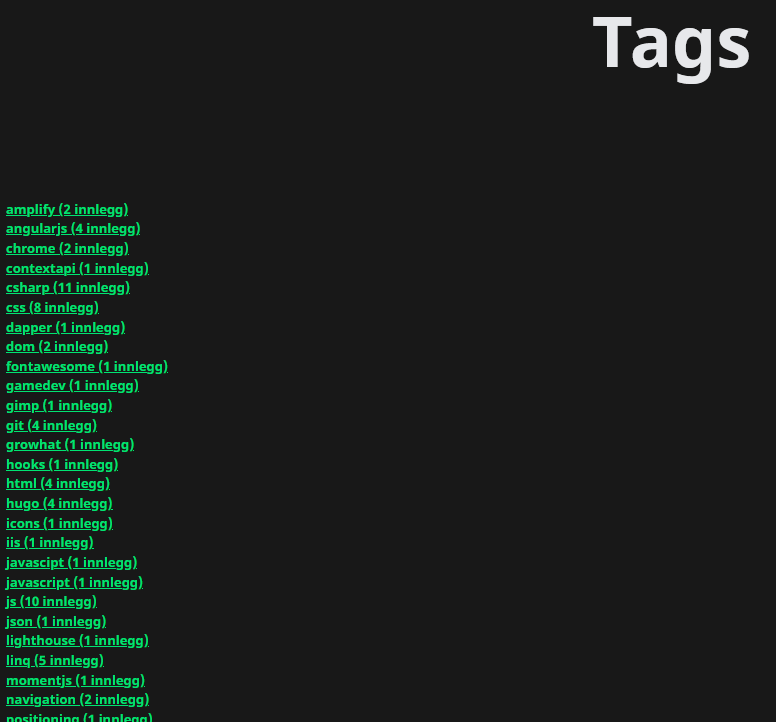 Tags
amplify (2 innlegg)
angularjs (4 innlegg)
chrome (2 innlegg)
contextapi (1 innlegg)
csharp (11 innlegg)
css (8 innlegg)
dapper (1 innlegg)
dom (2 innlegg)
fontawesome (1 innlegg)
gamedev (1 innlegg)
gimp (1 innlegg)
git (4 innlegg)
growhat (1 innlegg)
hooks (1 innlegg)
html (4 innlegg)
hugo (4 innlegg)
icons (1 innlegg)
iis (1 innlegg)
javascipt (1 innlegg)
javascript (1 innlegg)
js (10 innlegg)
json (1 innlegg)
lighthouse (1 innlegg)
linq (5 innlegg)
momentjs (1 innlegg)
navigation (2 innlegg)
positioning (1 innlegg)